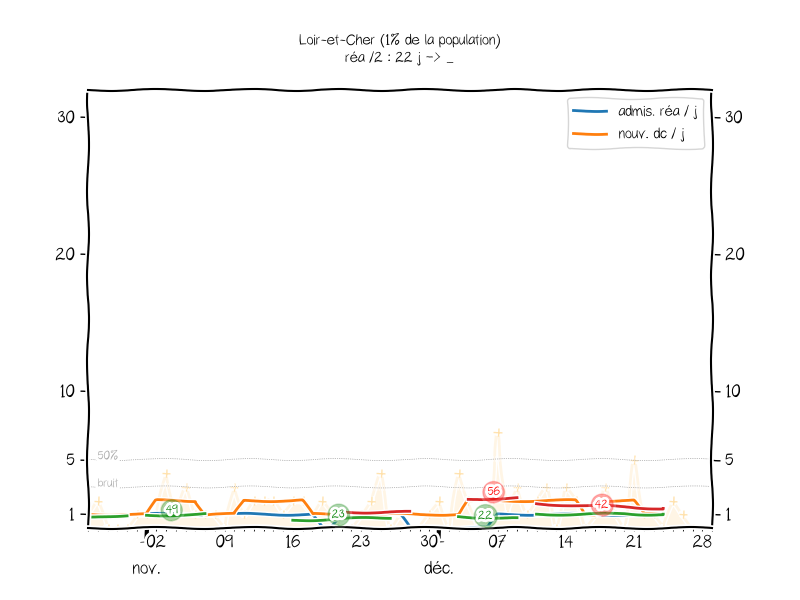 Loir-et-Cher (1% de la population)
réa /2 : 22 j -> _
admis. réa / j
nouv. dc / j
30 30
20 20
10 10
5 5
1 1
50%
bruit
49 23 56 22 42
02 09 16 23 30 07 14 21 28
nov. déc.